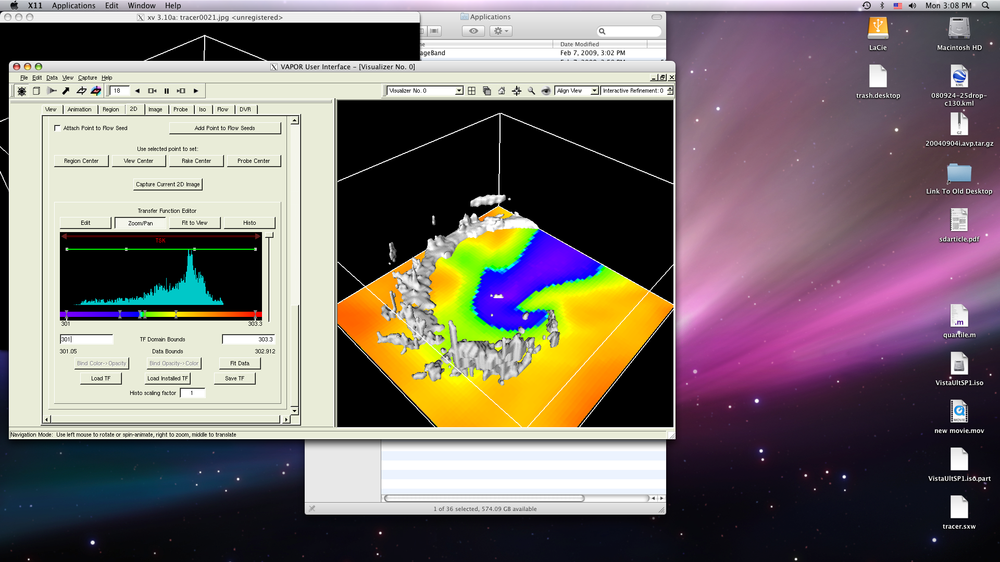 X11 Applications Edit Window Help
Mon 3:08 PM
xv 3.10a: tracer0021.jpg <unregistered>
Applications
Date Modified
ageBand Feb 7, 2009, 3:02 PM
VAPOR User Interface - [Visualizer No. 0]
File Edit Data View Capture Help
18
Visualizer No. 0
Align View
Interactive Refinement: 0
View Animation Region 2D Image Probe Iso Flow DVR
Attach Point to Flow Seed
Add Point to Flow Seeds
Use selected point to set:
Region Center View Center Rake Center Probe Center
Capture Current 2D Image
Transfer Function Editor
Edit Zoom/Pan Fit to View Histo
TSK
301 303.3
301 TF Domain Bounds 303.3
301.05 Data Bounds 302.912
Bind Color->Opacity Bind Opacity->Color Fit Data
Load TF Load Installed TF Save TF
Histo scaling factor 1
Navigation Mode: Use left mouse to rotate or spin-animate, right to zoom, middle to translate
1 of 36 selected, 574.09 GB available
LaCie
Macintosh HD
trash.desktop
KML
080924-25drop-
c130.kml
GZ
20040904i.avp.tar.gz
Link To Old Desktop
sdarticle.pdf
.m
quartile.m
VistaUltSP1.iso
MOVIE
new movie.mov
VistaUltSP1.iso.part
tracer.sxw